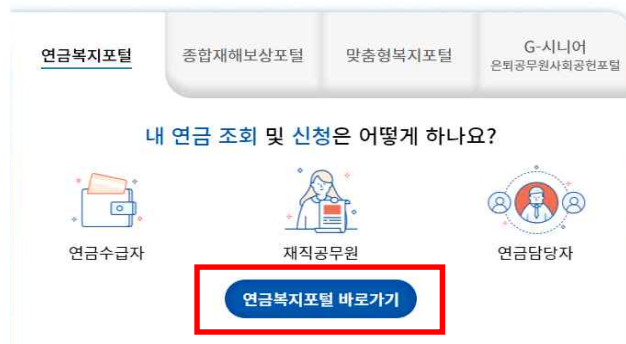 연금복지포털
종합재해보상포털
맞춤형복지포털
G-시니어
은퇴공무원사회공헌포털
내 연금 조회 및 신청은 어떻게 하나요?
연금수급자
재직공무원
연금담당자
연금복지포털 바로가기